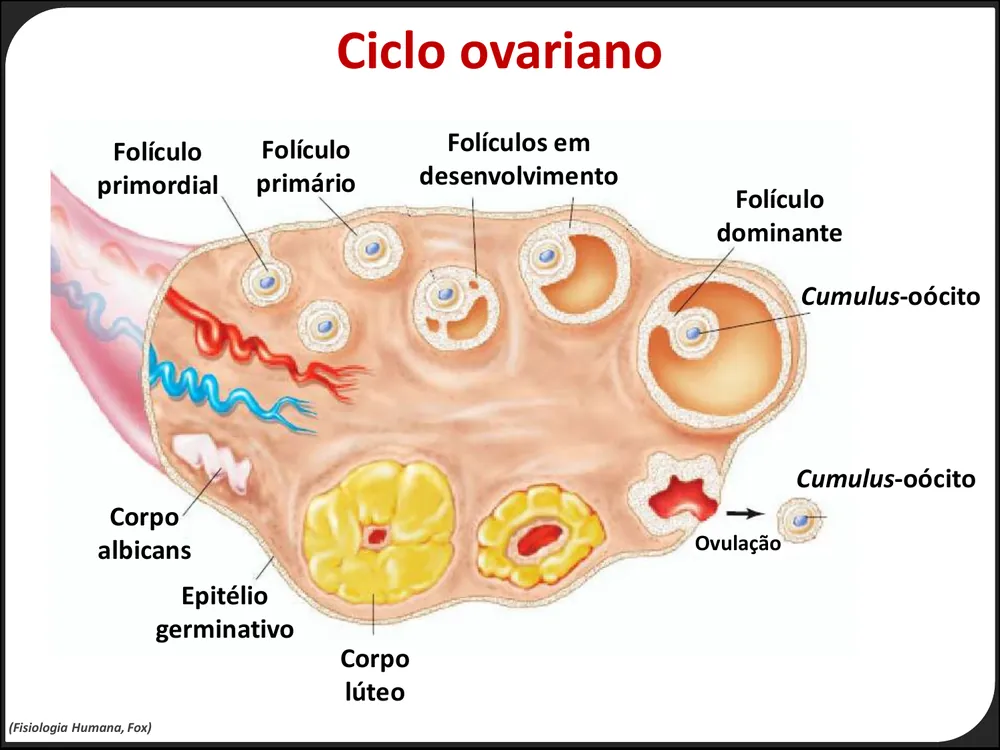 Ciclo ovariano
Folículo
primordial
Folículo
primário
Folículos em
desenvolvimento
Folículo
dominante
Cumulus-oócito
Cumulus-oócito
Ovulação
Corpo
albicans
Epitélio
germinativo
Corpo
lúteo
(Fisiologia Humana, Fox)